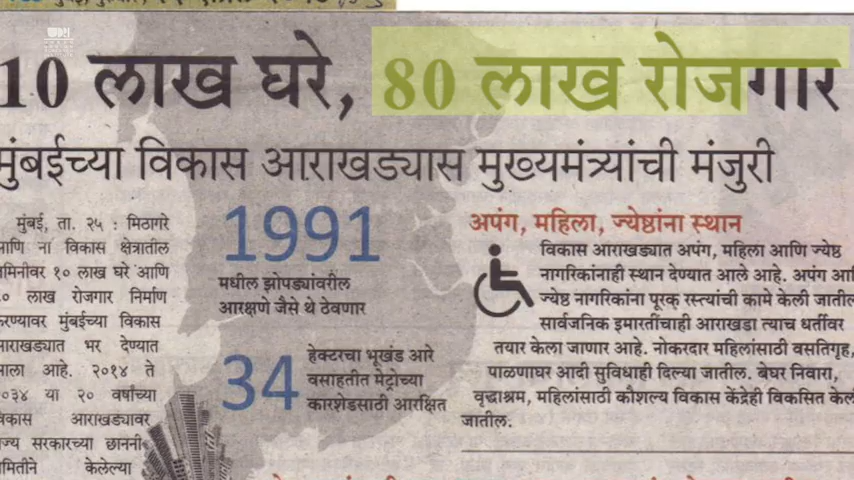 10 लाख घरे, 80 लाख रोजगार
मुंबईच्या विकास आराखड्यास मुख्यमंत्र्यांची मंजुरी
मुंबई, ता. २५ : मिठागरे
आणि ना विकास क्षेत्रातील
जमिनीवर १० लाख घरे आणि
लाख रोजगार निर्माण
करण्यावर मुंबईच्या विकास
आराखड्यात भर देण्यात
आला आहे. २०१४ ते
२०३४ या २० वर्षांच्या
विकास आराखड्यावर
राज्य सरकारच्या छाननी
समितीने केलेल्या
1991
मधील झोपड्यांवरील
आरक्षणे जैसे थे ठेवणार
34
हेक्टरचा भूखंड आरे
वसाहतीत मेट्रोच्या
कारशेडसाठी आरक्षित
अपंग, महिला, ज्येष्ठांना स्थान
विकास आराखड्यात अपंग, महिला आणि ज्येष्ठ
नागरिकांनाही स्थान देण्यात आले आहे. अपंग आणि
ज्येष्ठ नागरिकांना पूरक रस्त्यांची कामे केली जातील
सार्वजनिक इमारतींचाही आराखडा त्याच धर्तीवर
तयार केला जाणार आहे. नोकरदार महिलांसाठी वसतिगृह,
पाळणाघर आदी सुविधाही दिल्या जातील. बेघर निवारा,
वृद्धाश्रम, महिलांसाठी कौशल्य विकास केंद्रेही विकसित केली
जातील.